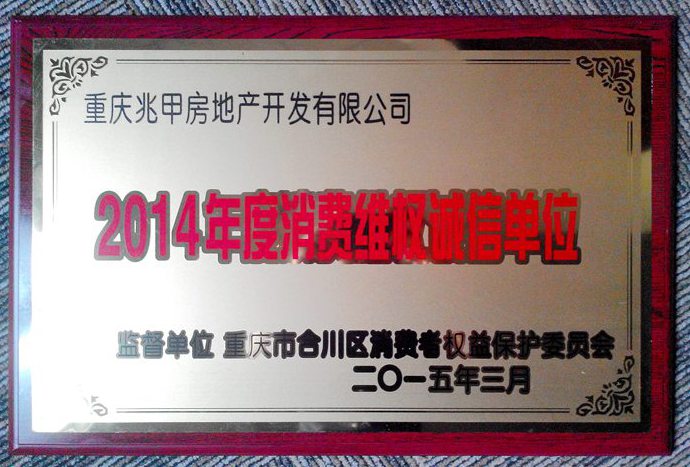 重庆兆甲房地产开发有限公司
2014年度消费维权诚信单位
监督单位 重庆市合川区消费者权益保护委员会
二〇一五年三月